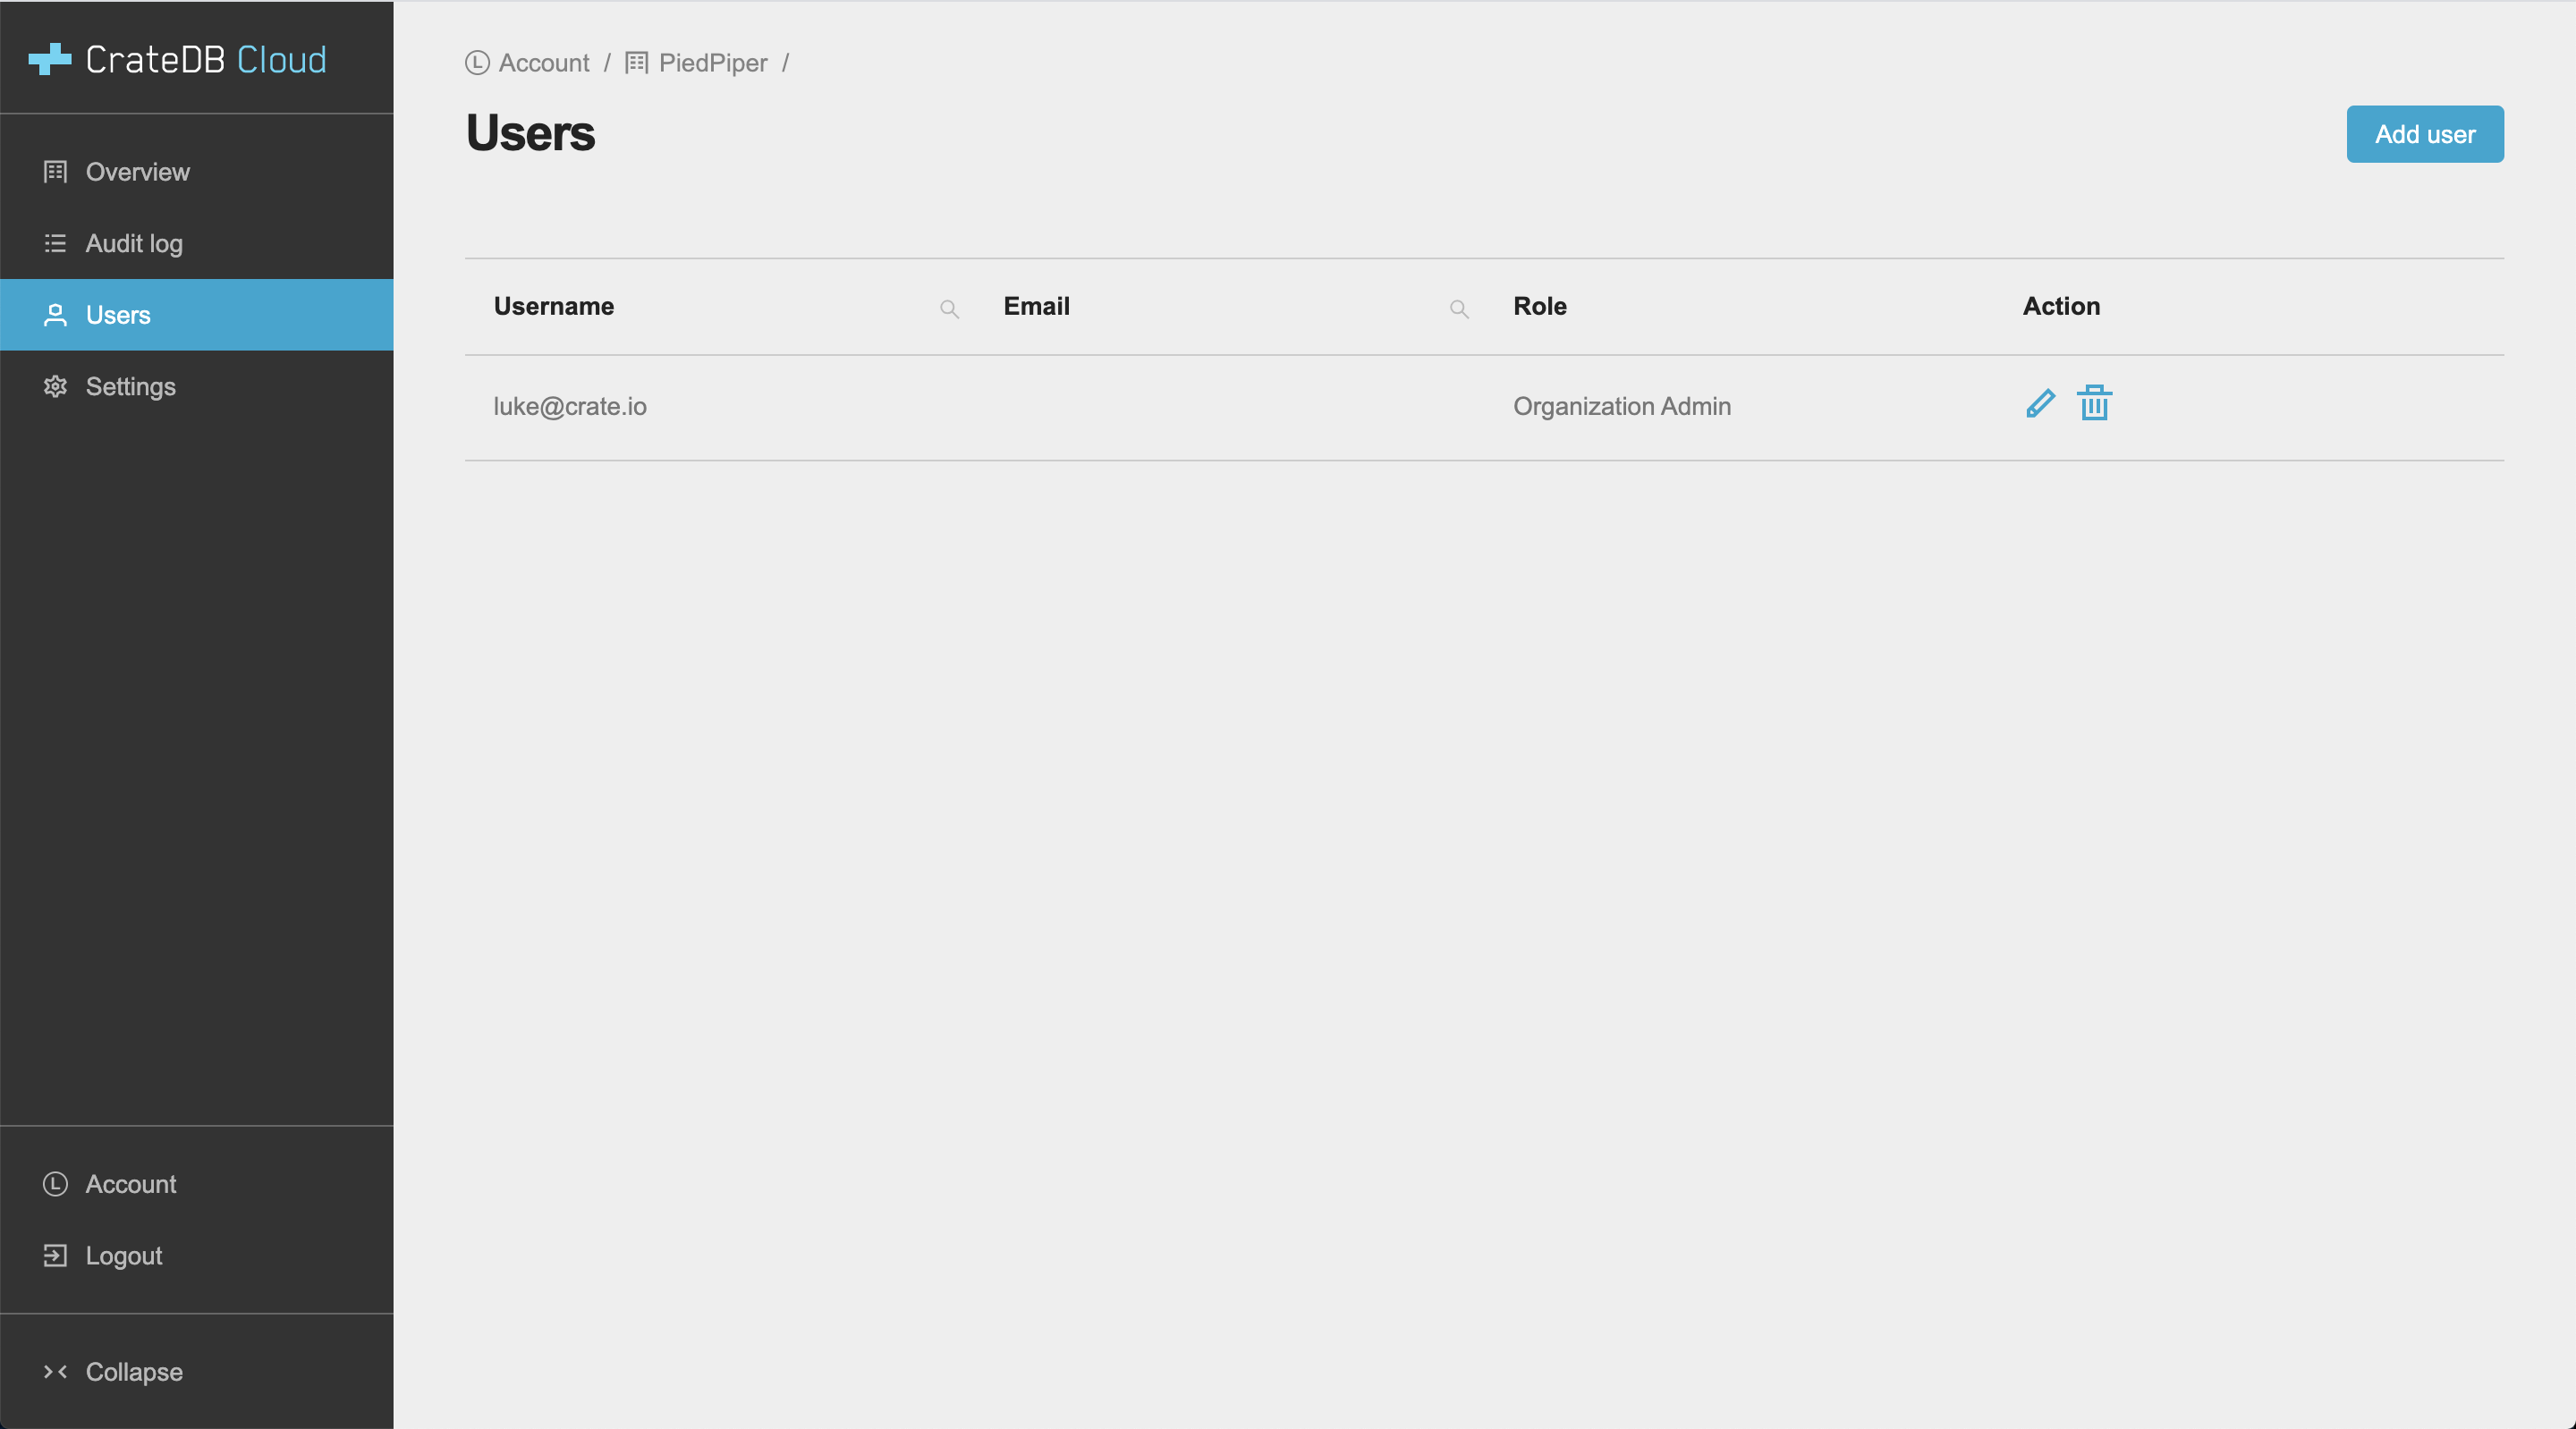 CrateDB Cloud
Overview
Audit log
Users
Settings
Account
Logout
Collapse
L Account / PiedPiper /
Users
Add user
Username Email Role Action
luke@crate.io Organization Admin